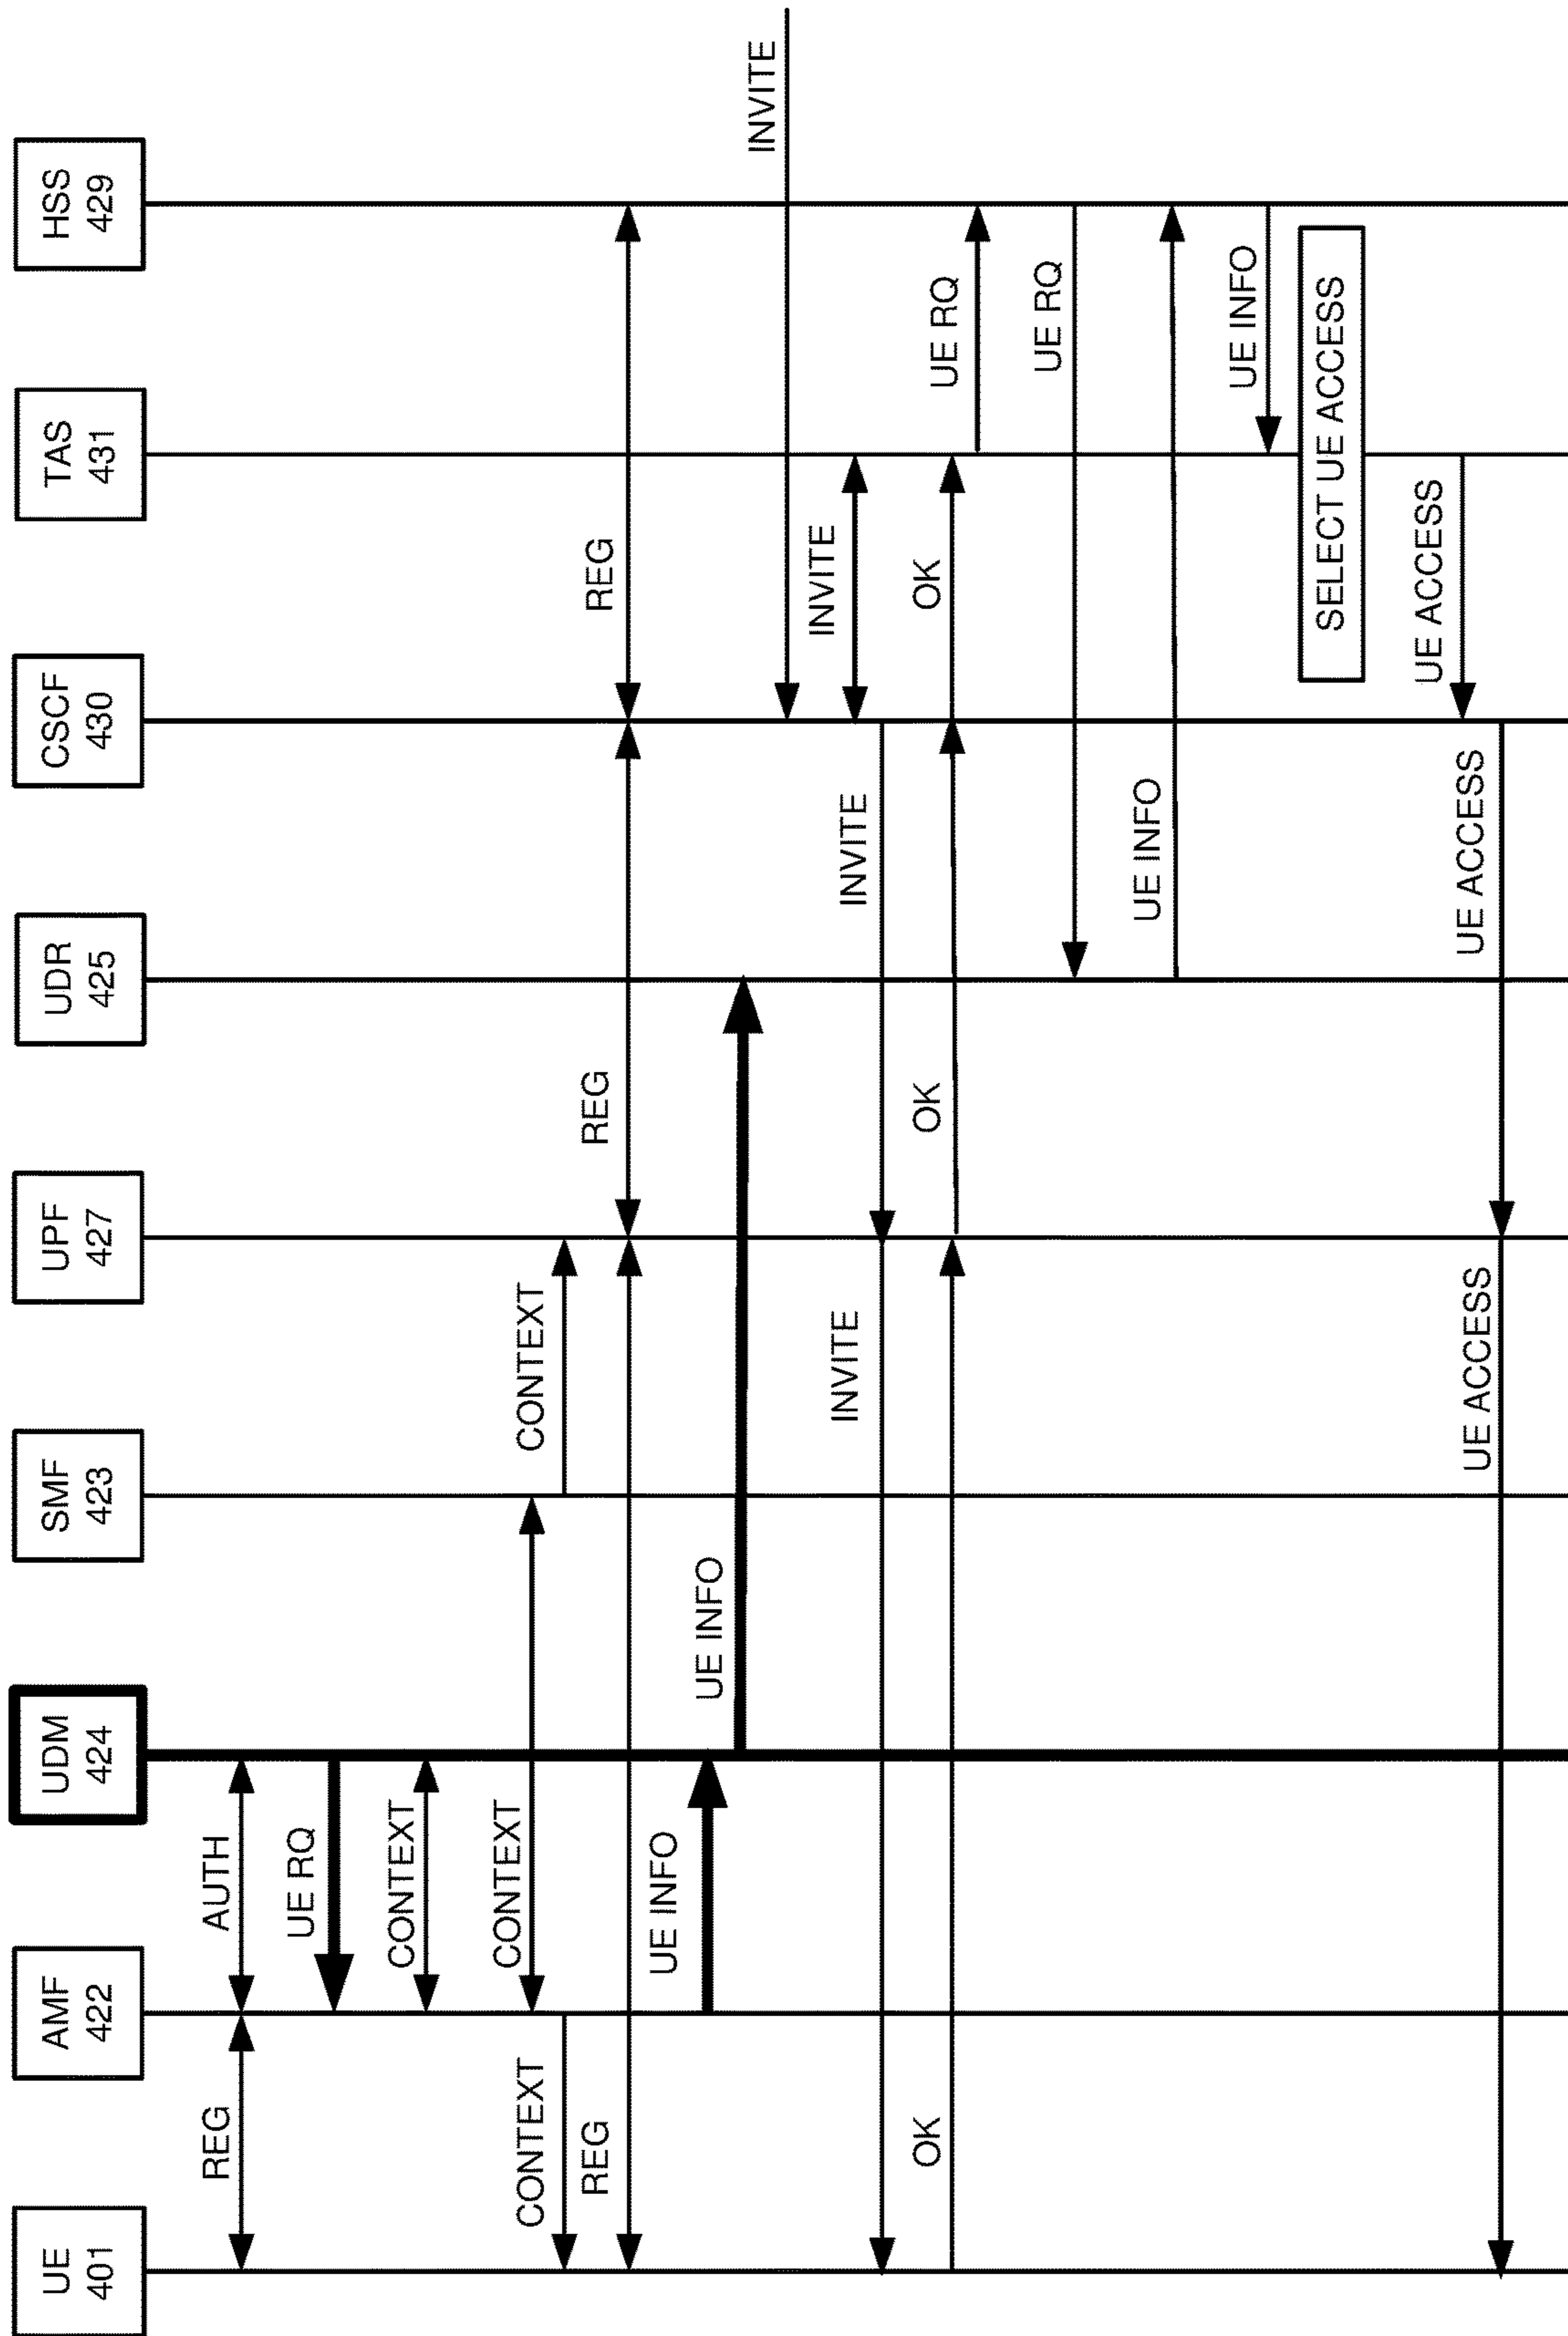 UE
401
AMF
422
UDM
424
SMF
423
UPF
427
UDR
425
CSCF
430
TAS
431
HSS
429
REG
AUTH
UE RQ
CONTEXT
CONTEXT
CONTEXT
CONTEXT
REG
REG
REG
UE INFO
UE INFO
INVITE
INVITE
INVITE
INVITE
OK
OK
OK
UE RQ
UE RQ
UE INFO
UE INFO
SELECT UE ACCESS
UE ACCESS
UE ACCESS
UE ACCESS